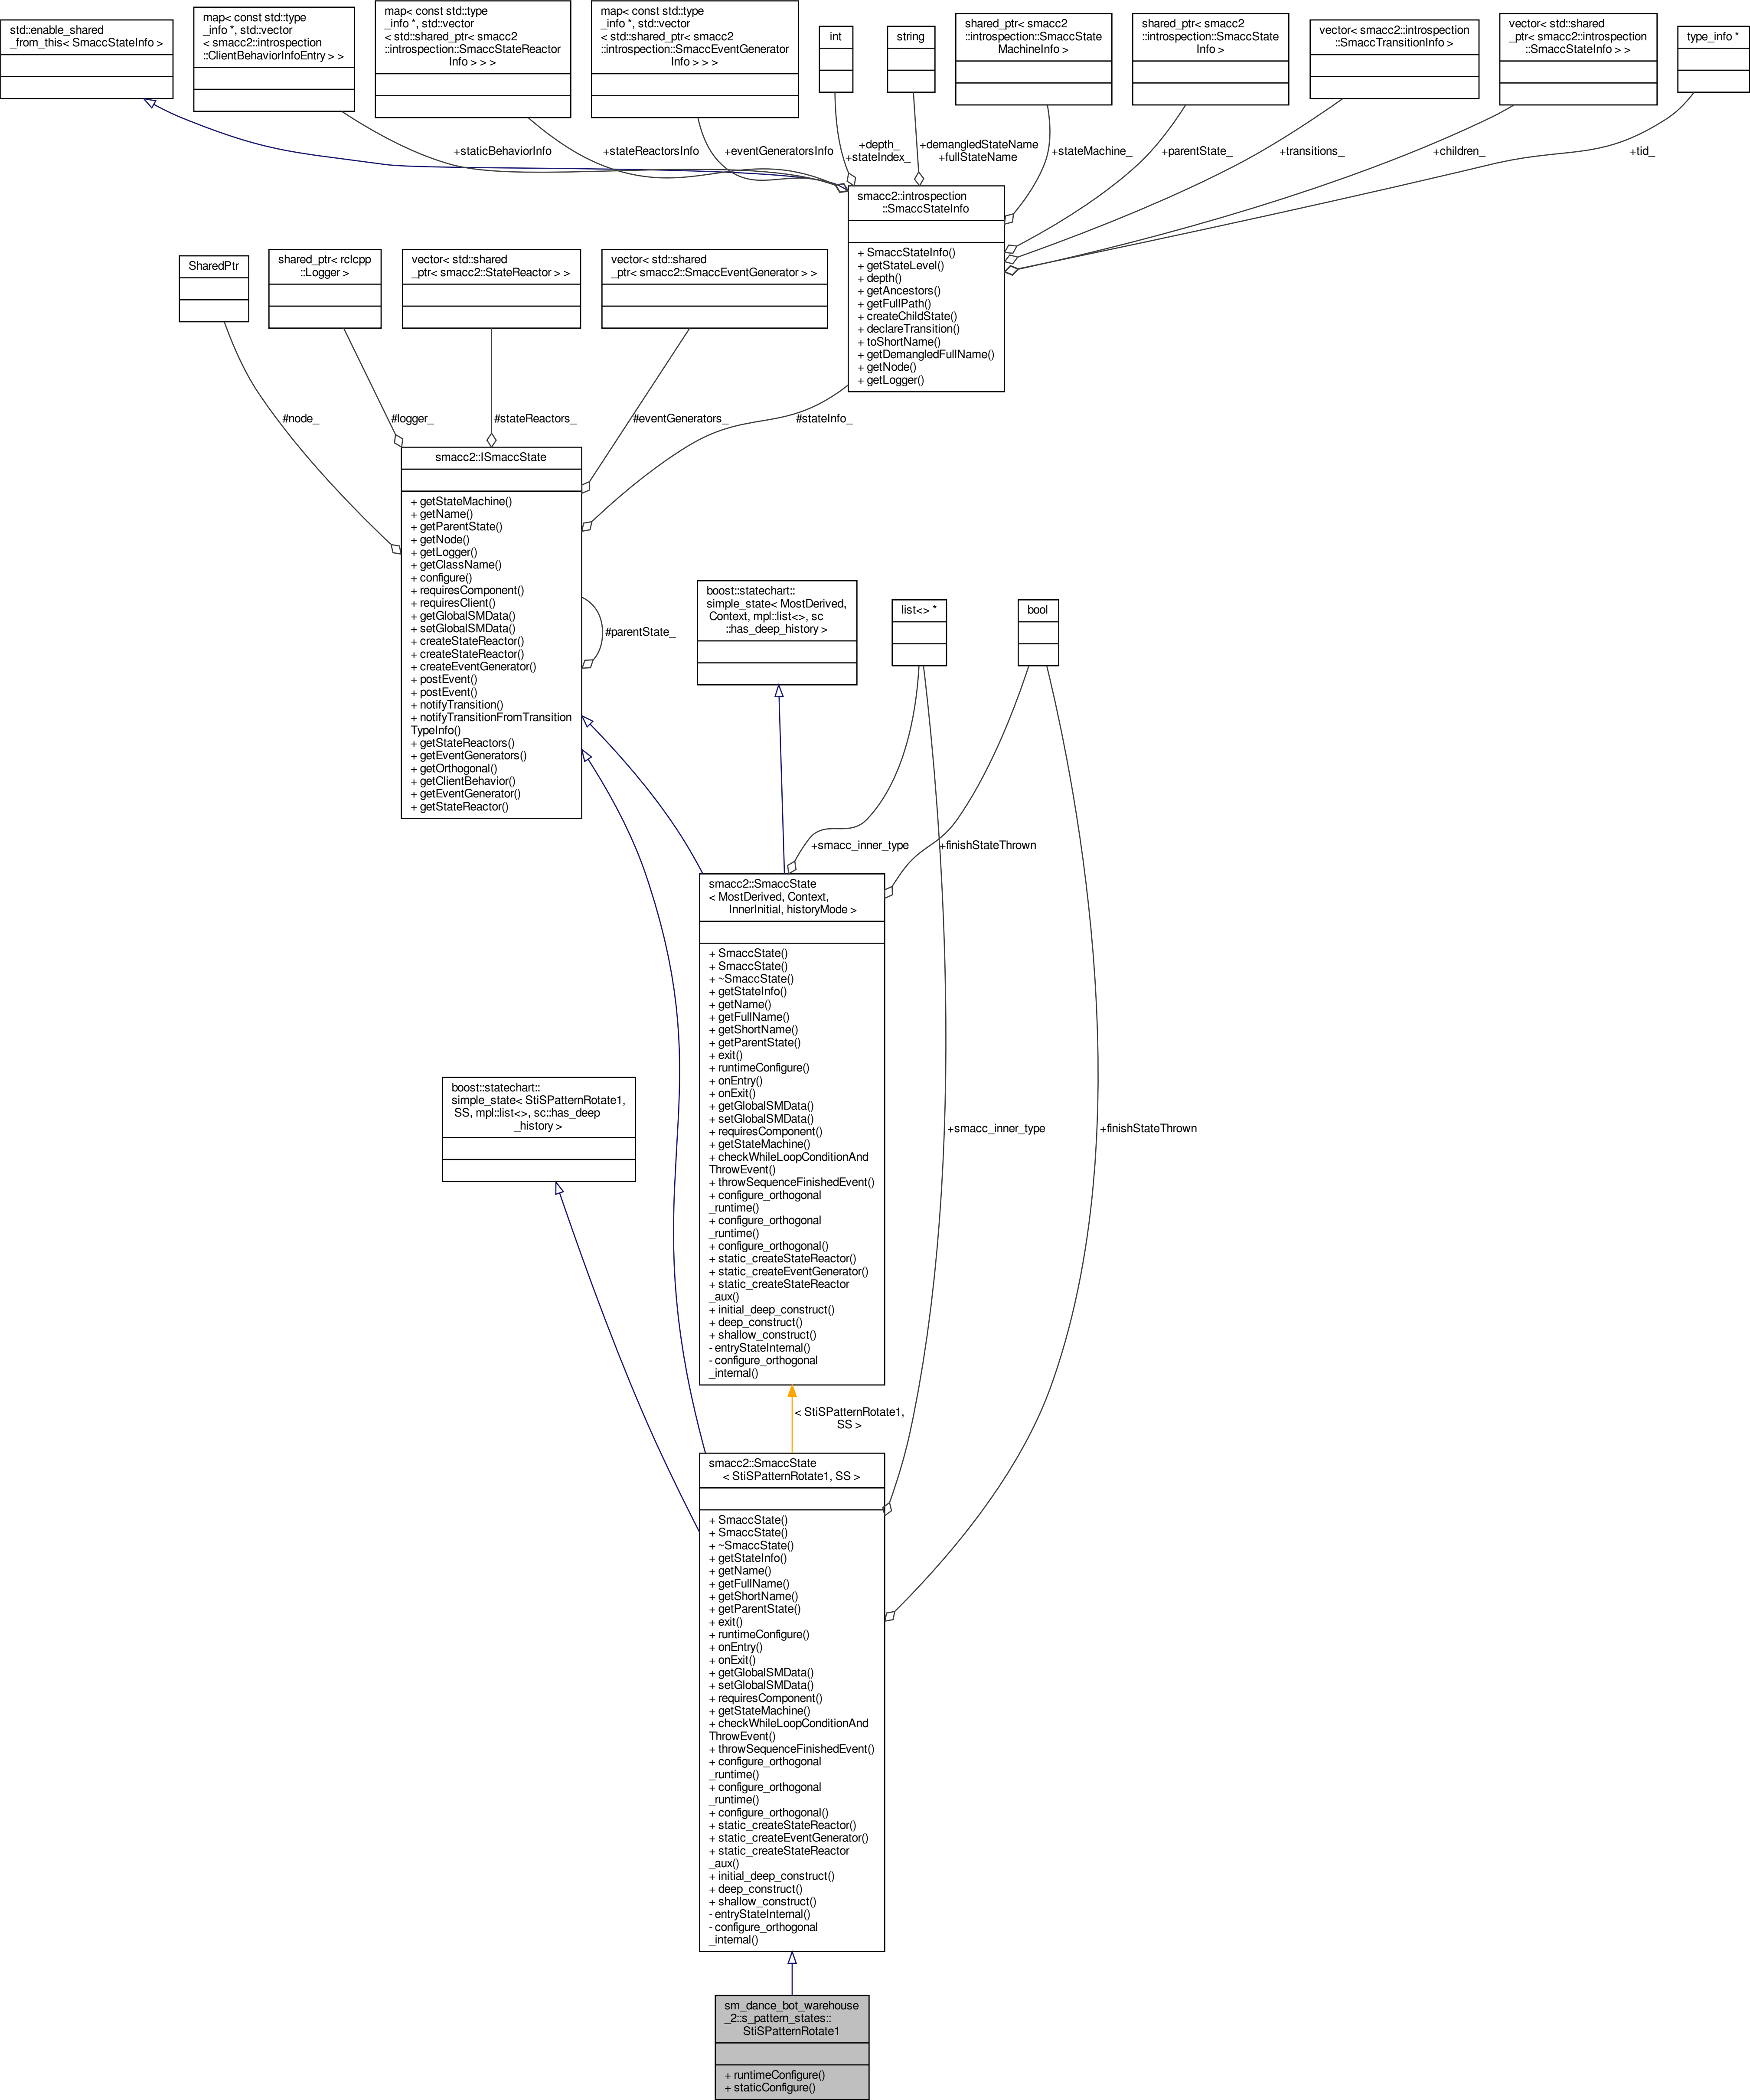 std::enable_shared
_from_this< SmaccStateInfo >
map< const std::type
_info *, std::vector
< smacc2::introspection
::ClientBehaviorInfoEntry > >
map< const std::type
_info *, std::vector
< std::shared_ptr< smacc2
::introspection::SmaccStateReactor
Info > > >
map< const std::type
_info *, std::vector
< std::shared_ptr< smacc2
::introspection::SmaccEventGenerator
Info > > >
int
string
shared_ptr< smacc2
::introspection::SmaccState
MachineInfo >
shared_ptr< smacc2
::introspection::SmaccState
Info >
vector< smacc2::introspection
::SmaccTransitionInfo >
vector< std::shared
_ptr< smacc2::introspection
::SmaccStateInfo > >
type_info *
+staticBehaviorInfo
+stateReactorsInfo
+eventGeneratorsInfo
+depth_
+stateIndex_
+demangledStateName
+fullStateName
+stateMachine_
+parentState_
+transitions_
+children_
+tid_
smacc2::introspection
::SmaccStateInfo
+ SmaccStateInfo()
+ getStateLevel()
+ depth()
+ getAncestors()
+ getFullPath()
+ createChildState()
+ declareTransition()
+ toShortName()
+ getDemangledFullName()
+ getNode()
+ getLogger()
SharedPtr
shared_ptr< rclcpp
::Logger >
vector< std::shared
_ptr< smacc2::StateReactor > >
vector< std::shared
_ptr< smacc2::SmaccEventGenerator > >
#node_
#logger_
#stateReactors_
#eventGenerators_
#stateInfo_
smacc2::ISmaccState
+ getStateMachine()
+ getName()
+ getParentState()
+ getNode()
+ getLogger()
+ getClassName()
+ configure()
+ requiresComponent()
+ requiresClient()
+ getGlobalSMData()
+ setGlobalSMData()
+ createStateReactor()
+ createStateReactor()
+ createEventGenerator()
+ postEvent()
+ postEvent()
+ notifyTransition()
+ notifyTransitionFromTransition
TypeInfo()
+ getStateReactors()
+ getEventGenerators()
+ getOrthogonal()
+ getClientBehavior()
+ getEventGenerator()
+ getStateReactor()
#parentState_
boost::statechart::
simple_state< MostDerived,
Context, mpl::list<>, sc
::has_deep_history >
list<> *
bool
+smacc_inner_type
+finishStateThrown
smacc2::SmaccState
< MostDerived, Context,
InnerInitial, historyMode >
+ SmaccState()
+ SmaccState()
+ ~SmaccState()
+ getStateInfo()
+ getName()
+ getFullName()
+ getShortName()
+ getParentState()
+ exit()
+ runtimeConfigure()
+ onEntry()
+ onExit()
+ getGlobalSMData()
+ setGlobalSMData()
+ requiresComponent()
+ getStateMachine()
+ checkWhileLoopConditionAnd
ThrowEvent()
+ throwSequenceFinishedEvent()
+ configure_orthogonal
_runtime()
+ configure_orthogonal
_runtime()
+ configure_orthogonal()
+ static_createStateReactor()
+ static_createEventGenerator()
+ static_createStateReactor
_aux()
+ initial_deep_construct()
+ deep_construct()
+ shallow_construct()
- entryStateInternal()
- configure_orthogonal
_internal()
boost::statechart::
simple_state< StiSPatternRotate1,
SS, mpl::list<>, sc::has_deep
_history >
+smacc_inner_type
+finishStateThrown
< StiSPatternRotate1,
SS >
smacc2::SmaccState
< StiSPatternRotate1, SS >
+ SmaccState()
+ SmaccState()
+ ~SmaccState()
+ getStateInfo()
+ getName()
+ getFullName()
+ getShortName()
+ getParentState()
+ exit()
+ runtimeConfigure()
+ onEntry()
+ onExit()
+ getGlobalSMData()
+ setGlobalSMData()
+ requiresComponent()
+ getStateMachine()
+ checkWhileLoopConditionAnd
ThrowEvent()
+ throwSequenceFinishedEvent()
+ configure_orthogonal
_runtime()
+ configure_orthogonal
_runtime()
+ configure_orthogonal()
+ static_createStateReactor()
+ static_createEventGenerator()
+ static_createStateReactor
_aux()
+ initial_deep_construct()
+ deep_construct()
+ shallow_construct()
- entryStateInternal()
- configure_orthogonal
_internal()
sm_dance_bot_warehouse
_2::s_pattern_states::
StiSPatternRotate1
+ runtimeConfigure()
+ staticConfigure()